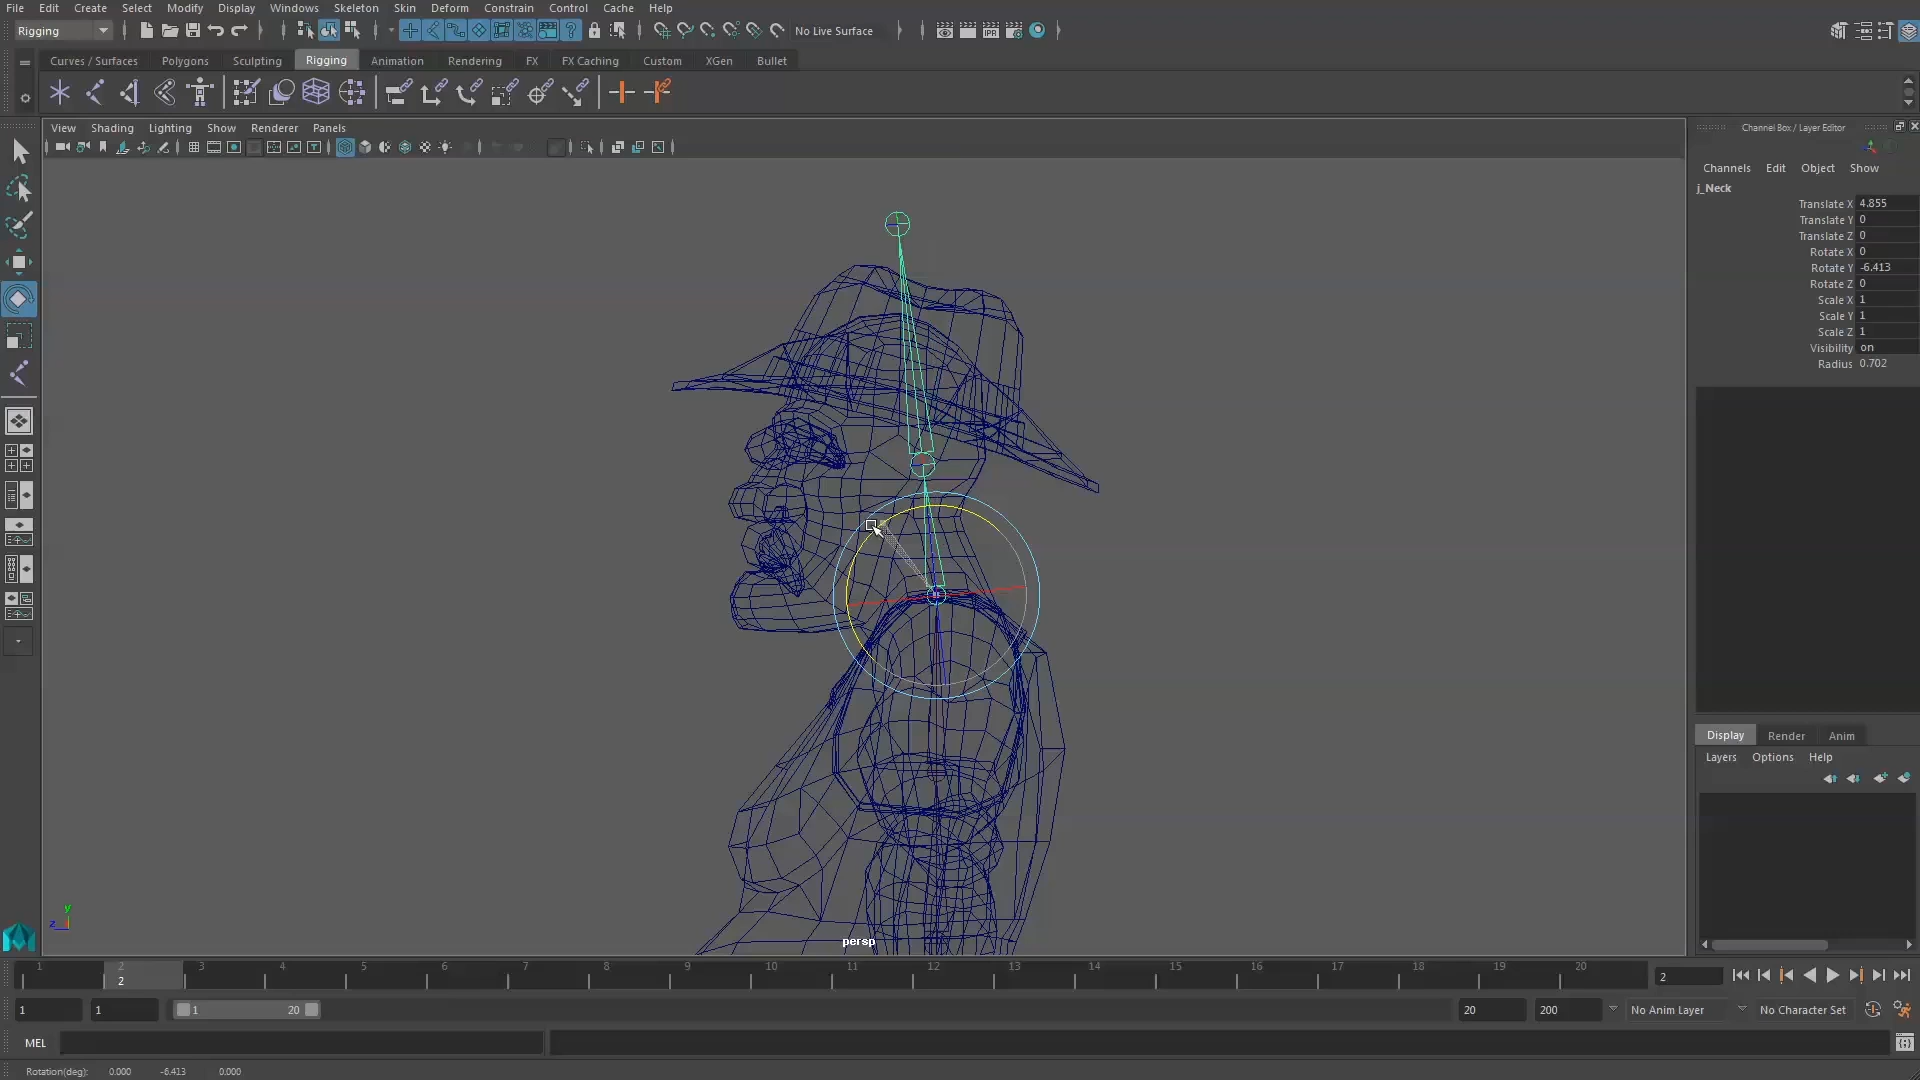 File Edit Create Select Modify Display Windows Skeleton Skin Deform Constrain Control Cache Help
Rigging No Live Surface
Curves / Surfaces Polygons Sculpting Rigging Animation Rendering FX FX Caching Custom XGen Bullet
IPR
View Shading Lighting Show Renderer Panels
Channel Box / Layer Editor
Channels Edit Object Show
j_Neck
Translate X 4.855
Translate Y 0
Translate Z 0
Rotate X 0
Rotate Y -6.413
Rotate Z 0
Scale X 1
Scale Y 1
Scale Z 1
Visibility on
Radius 0.702
Display Render Anim
Layers Options Help
y
z
persp
1 2 3 4 5 6 7 8 9 10 11 12 13 14 15 16 17 18 19 20
2 2
1 1 1 20 20 200 No Anim Layer No Character Set
MEL
Rotation(deg): 0.000 -6.413 0.000